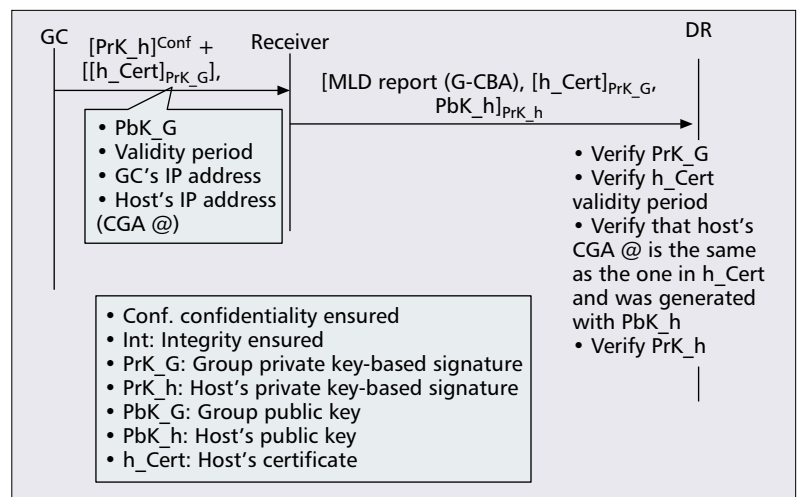 GC
[PrK_h]Conf +
[[h_Cert]PrK_G],
Receiver
DR
[MLD report (G-CBA), [h_Cert]PrK_G,
PbK_h]PrK_h
• PbK_G
• Validity period
• GC's IP address
• Host's IP address
(CGA @)
• Verify PrK_G
• Verify h_Cert
validity period
• Verify that host's
CGA @ is the same
as the one in h_Cert
and was generated
with PbK_h
• Verify PrK_h
• Conf. confidentiality ensured
• Int: Integrity ensured
• PrK_G: Group private key-based signature
• PrK_h: Host's private key-based signature
• PbK_G: Group public key
• PbK_h: Host's public key
• h_Cert: Host's certificate